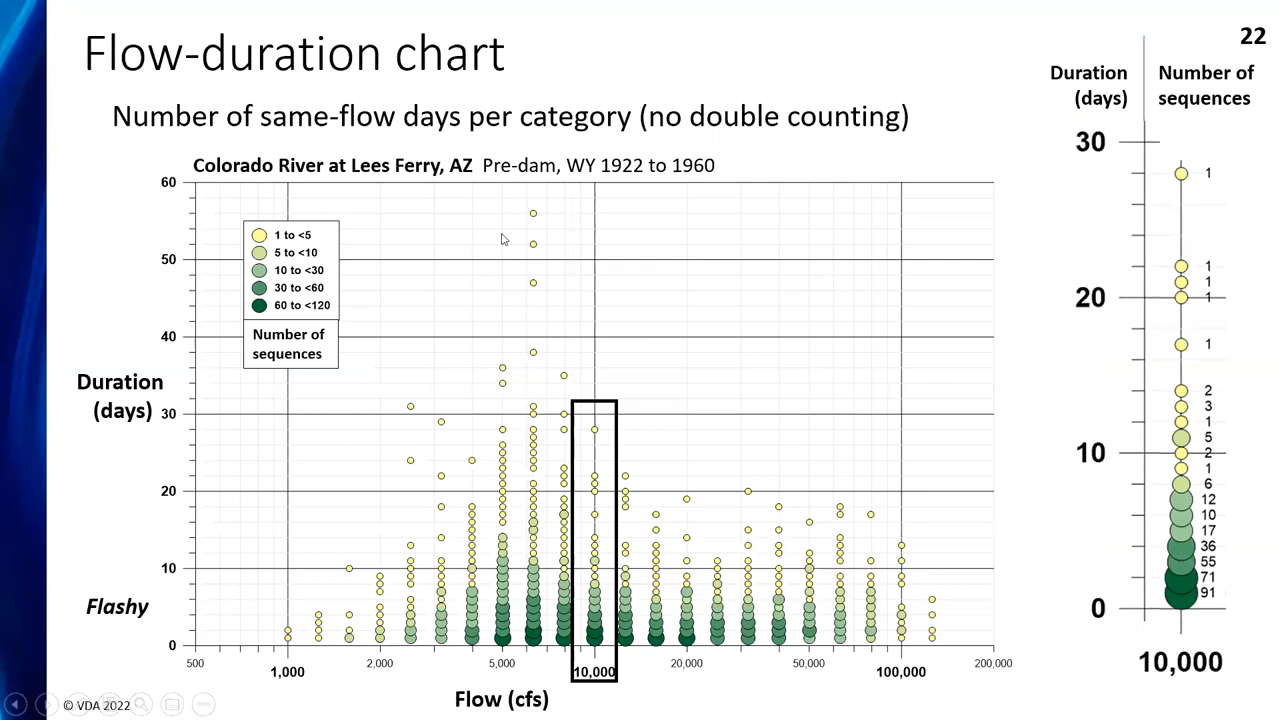 22
Flow-duration chart
Number of same-flow days per category (no double counting)
Colorado River at Lees Ferry, AZ Pre-dam, WY 1922 to 1960
60
50
40
30
20
10
0
Duration
(days)
Flashy
1 to <5
5 to <10
10 to <30
30 to <60
60 to <120
Number of
sequences
500
1,000
2,000
5,000
10,000
20,000
50,000
100,000
200,000
Flow (cfs)
Duration
(days)
Number of
sequences
30
20
10
0
1
1
1
1
1
2
3
1
5
2
1
6
12
10
17
36
55
71
91
10,000
© VDA 2022